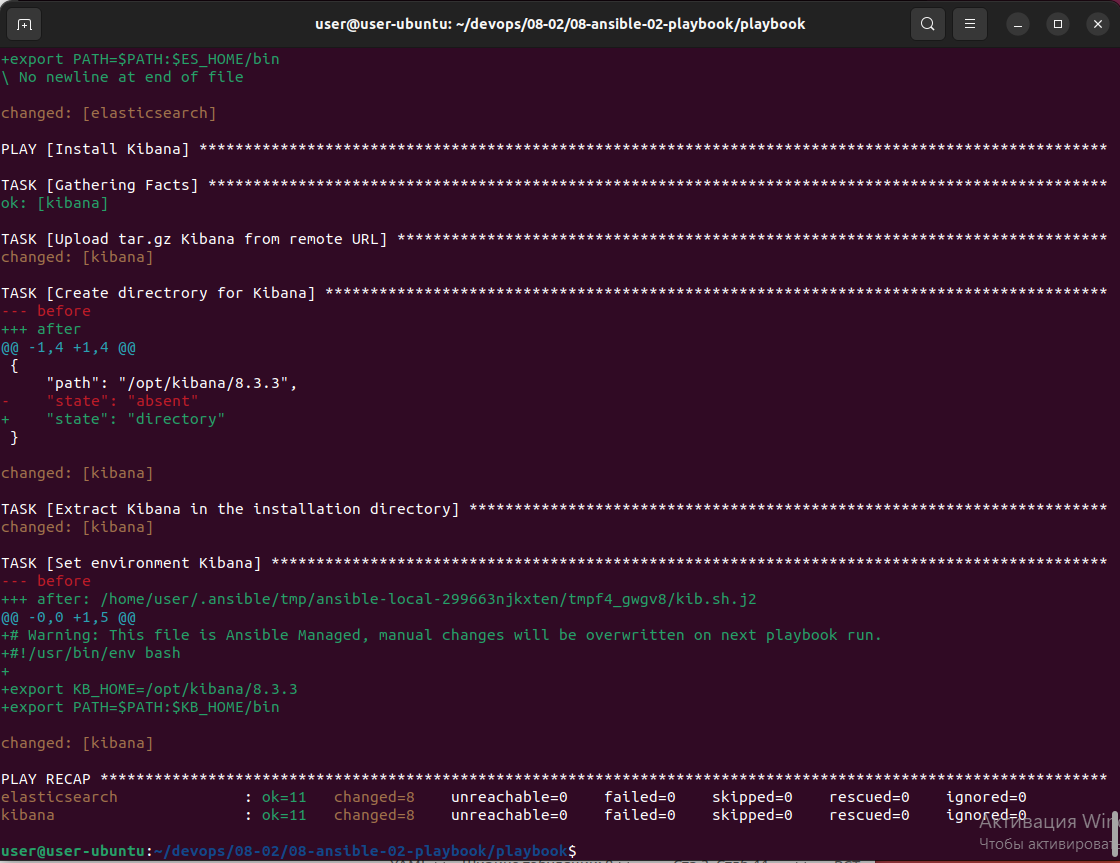 user@user-ubuntu: ~/devops/08-02/08-ansible-02-playbook/playbook
+export PATH=$PATH:$ES_HOME/bin
\ No newline at end of file
changed: [elasticsearch]
PLAY [Install Kibana] *****************************************************************************************************
TASK [Gathering Facts] ****************************************************************************************************
ok: [kibana]
TASK [Upload tar.gz Kibana from remote URL] *******************************************************************************
changed: [kibana]
TASK [Create directrory for Kibana] ***************************************************************************************
--- before
+++ after
@@ -1,4 +1,4 @@
 {
     "path": "/opt/kibana/8.3.3",
-    "state": "absent"
+    "state": "directory"
 }
changed: [kibana]
TASK [Extract Kibana in the installation directory] ***********************************************************************
changed: [kibana]
TASK [Set environment Kibana] *********************************************************************************************
--- before
+++ after: /home/user/.ansible/tmp/ansible-local-299663njkxten/tmpf4_gwgv8/kib.sh.j2
@@ -0,0 +1,5 @@
+# Warning: This file is Ansible Managed, manual changes will be overwritten on next playbook run.
+#!/usr/bin/env bash
+
+export KB_HOME=/opt/kibana/8.3.3
+export PATH=$PATH:$KB_HOME/bin
changed: [kibana]
PLAY RECAP ****************************************************************************************************************
elasticsearch              : ok=11   changed=8    unreachable=0    failed=0    skipped=0    rescued=0    ignored=0
kibana                     : ok=11   changed=8    unreachable=0    failed=0    skipped=0    rescued=0    ignored=0
Активация Win
Чтобы активирова
user@user-ubuntu:~/devops/08-02/08-ansible-02-playbook/playbook$